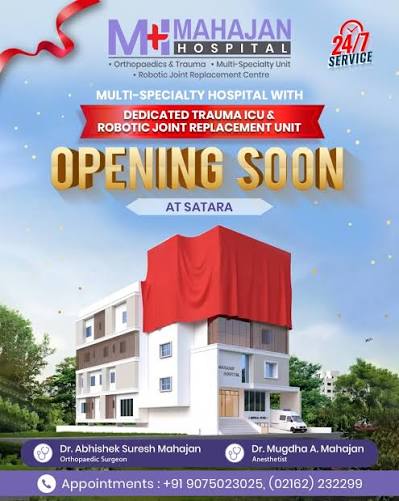 M+H MAHAJAN
HOSPITAL
• Orthopaedics & Trauma • Multi-Specialty Unit
• Robotic Joint Replacement Centre
24/7
SERVICE
MULTI-SPECIALTY HOSPITAL WITH
DEDICATED TRAUMA ICU &
ROBOTIC JOINT REPLACEMENT UNIT
OPENING SOON
AT SATARA
MAHAJAN
HOSPITAL
Dr. Abhishek Suresh Mahajan
Orthopaedic Surgeon
Dr. Mugdha A. Mahajan
Anesthetist
Appointments : +91 9075023025, (02162) 232299